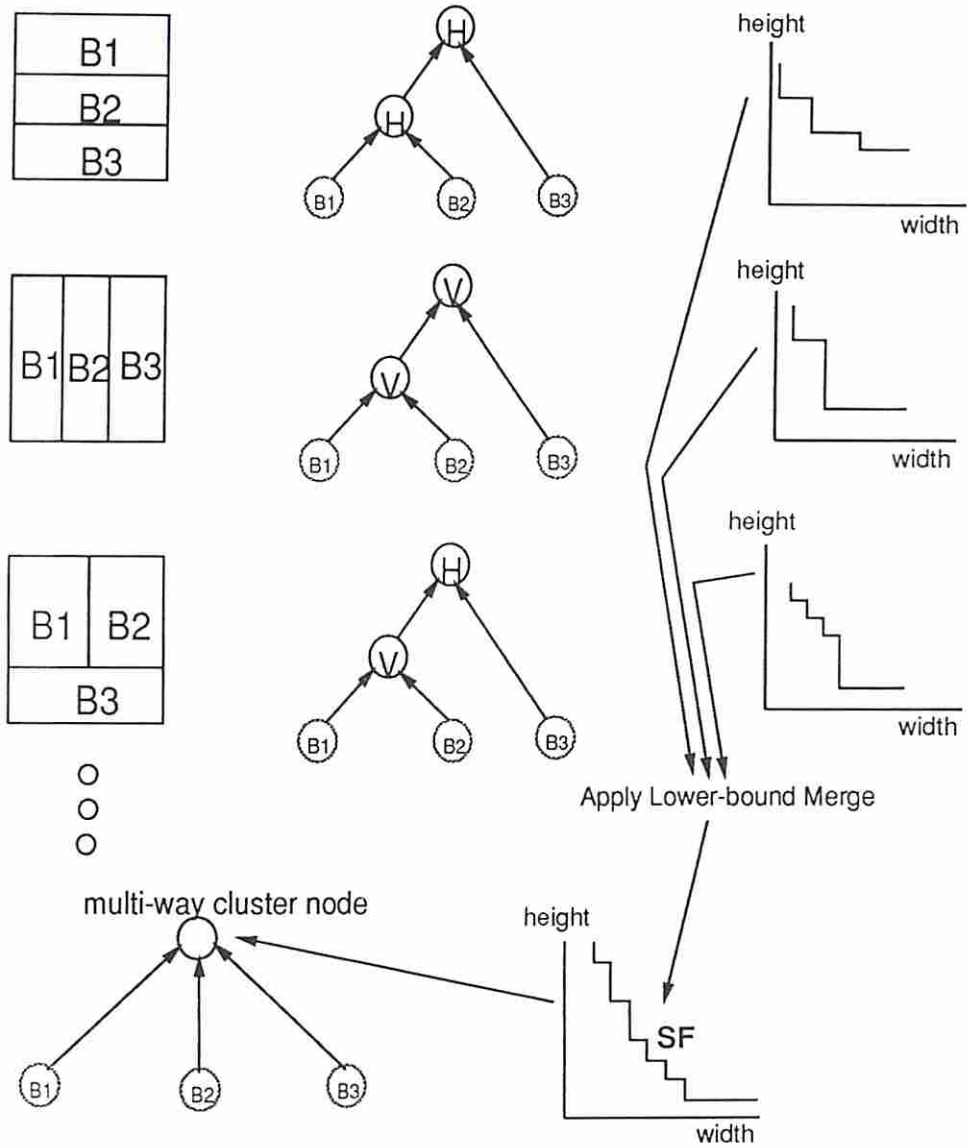 B1
B2
B3
H
H
B1 B2 B3
height
width
B1 B2 B3
V
V
B1 B2 B3
height
width
B1 B2
B3
H
V
B1 B2 B3
height
width
Apply Lower-bound Merge
multi-way cluster node
B1 B2 B3
height
SF
width